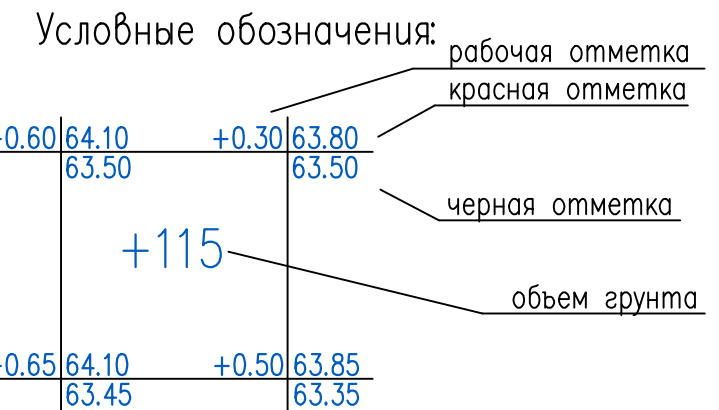 Условные обозначения:
рабочая отметка
красная отметка
+0.60 64.10 +0.30 63.80
63.50 63.50
черная отметка
+115
объем грунта
+0.65 64.10 +0.50 63.85
63.45 63.35